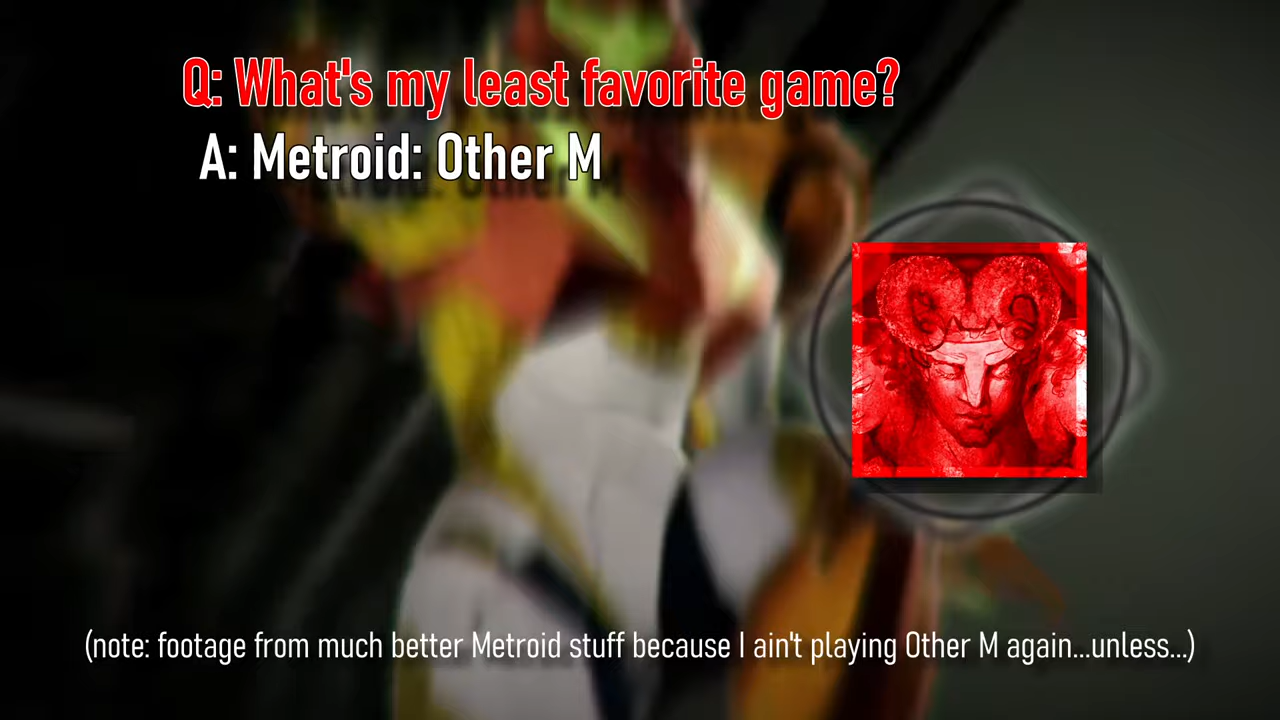 Q: What's my least favorite game?
A: Metroid: Other M
(note: footage from much better Metroid stuff because I ain't playing Other M again...unless...)